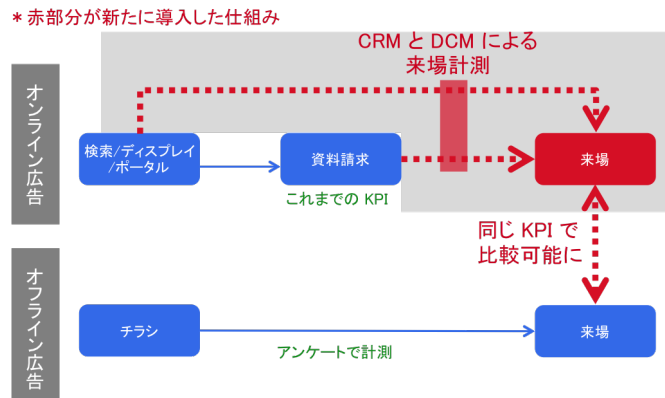 *赤部分が新たに導入した仕組み
CRM と DCM による
来場計測
オンライン広告
検索/ディスプレイ
/ポータル
資料請求
来場
これまでの KPI
同じ KPI で
比較可能に
オフライン広告
チラシ
アンケートで計測
来場